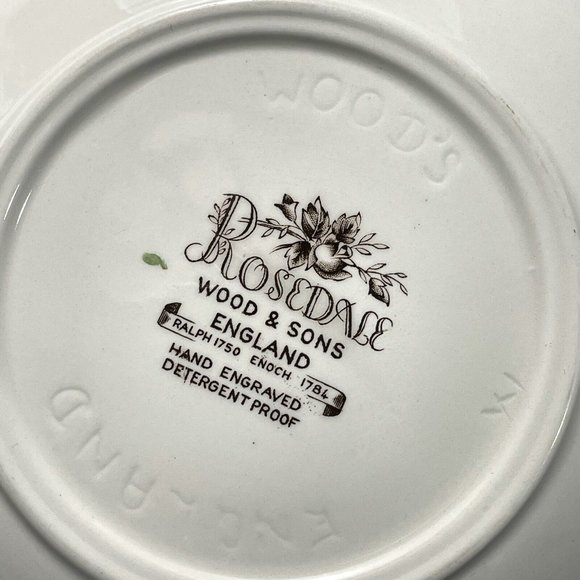 WOOD'S
ROSEDALE
WOOD & SONS
ENGLAND
RALPH 1750 ENOCH 1784
HAND ENGRAVED
DETERGENT PROOF
ENGLAND